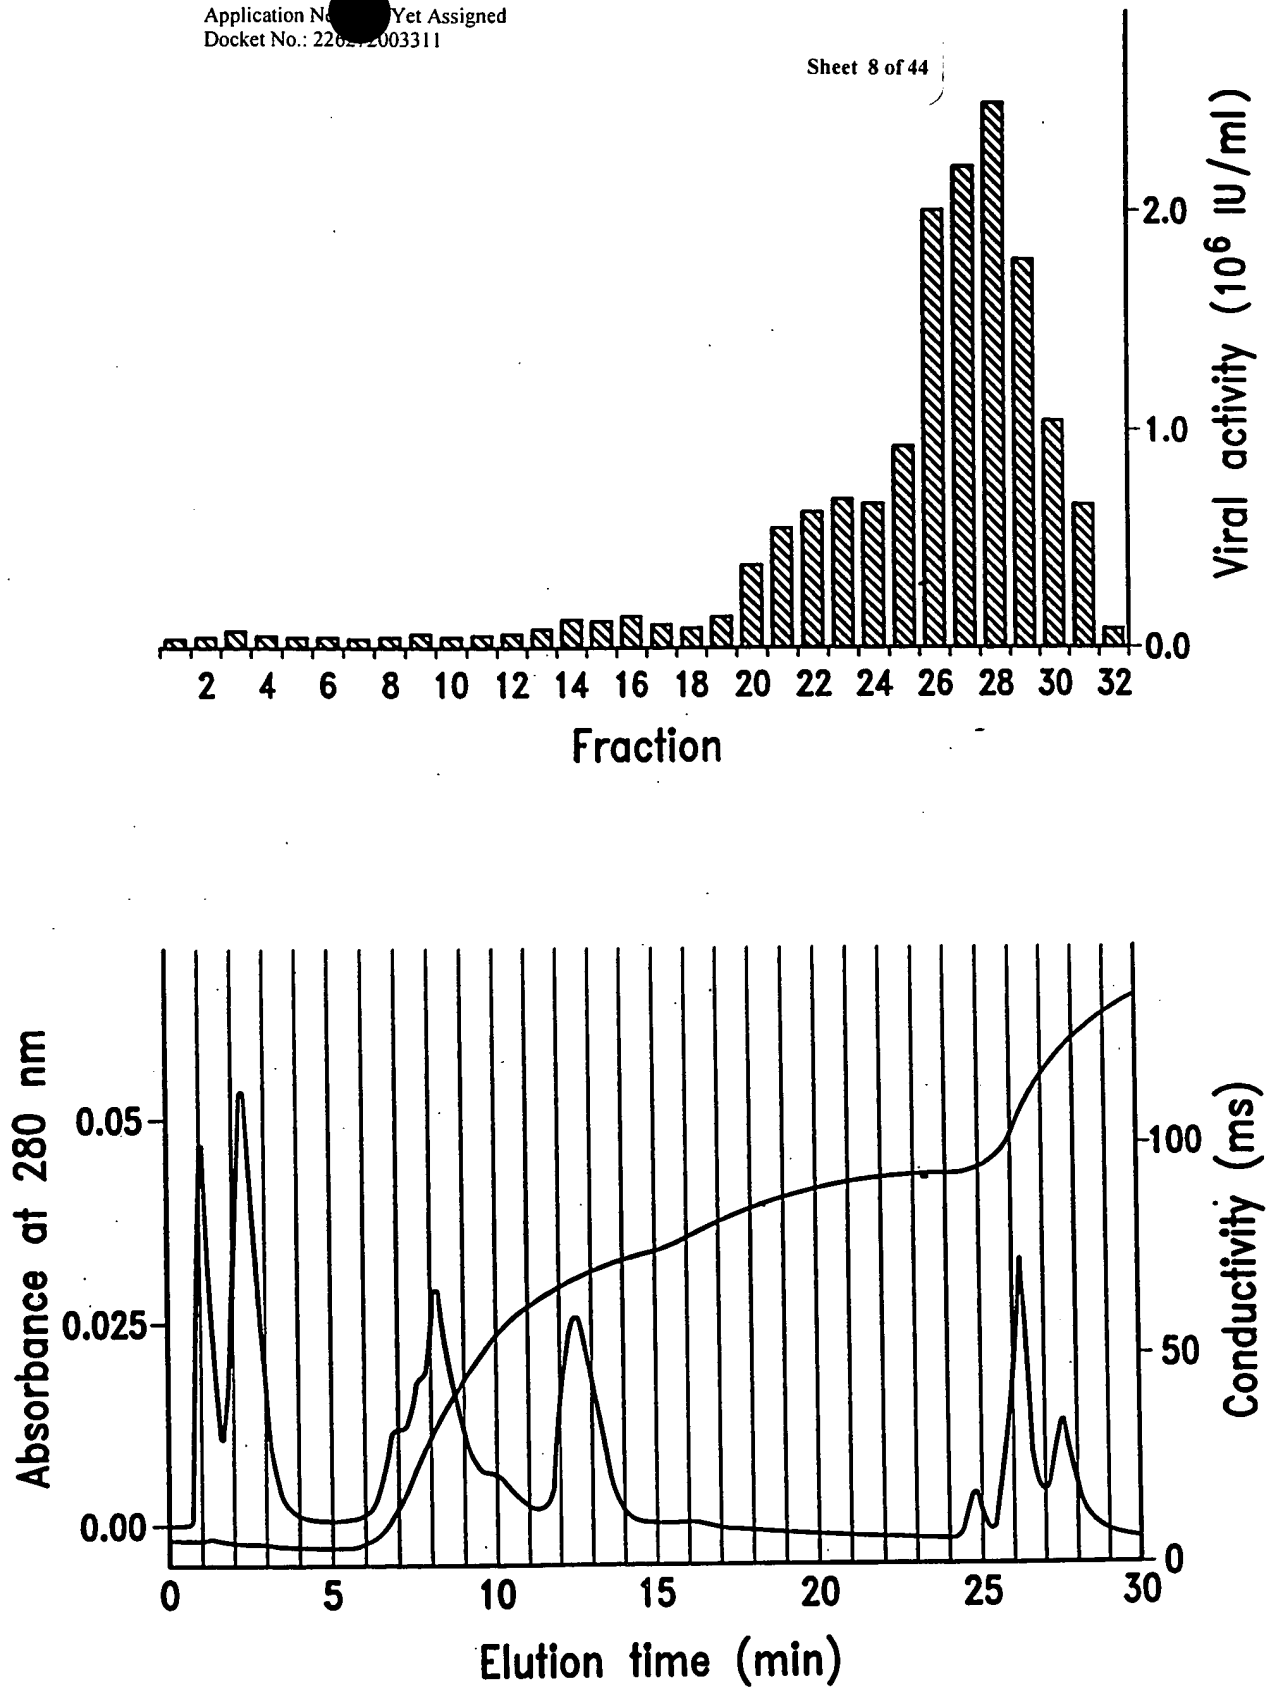 Application Yet Assigned
Docket No.:
Sheet 8 of 44
Viral activity (10⁶ IU/ml)
2.0
1.0
0.0
2 4 6 8 10 12 14 16 18 20 22 24 26 28 30 32
Fraction
Absorbance at 280 nm
0.05
0.025
0.00
Conductivity (ms)
100
50
0
0 5 10 15 20 25 30
Elution time (min)